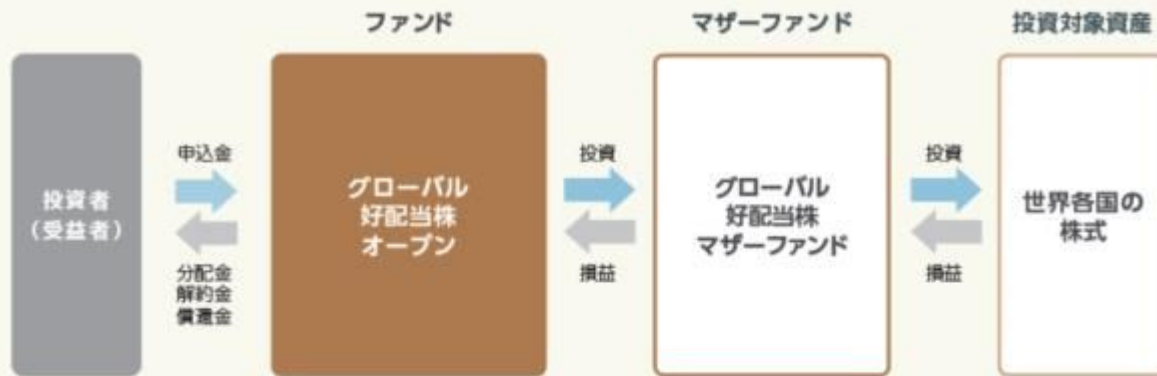 ファンド
マザーファンド
投資対象資産
投資者
（受益者）
申込金
分配金
解約金
償還金
グローバル
好配当株
オープン
投資
損益
グローバル
好配当株
マザーファンド
投資
損益
世界各国の
株式